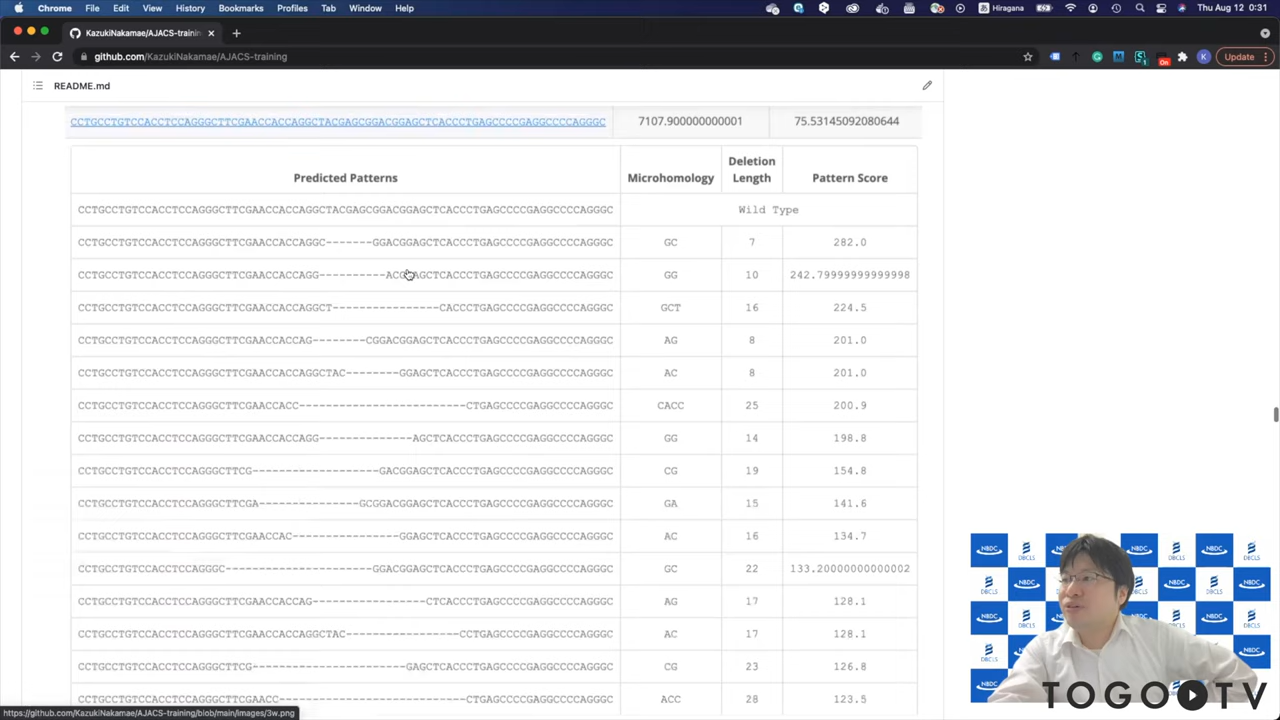 Chrome File Edit View History Bookmarks Profiles Tab Window Help Hiragana Thu Aug 12 0:31
KazukiNakamae/AJACS-trainin
github.com/KazukiNakamae/AJACS-training Update
README.md
CCTGCCTGTCCACCTCCAGGGCTTCGAACCACCAGGCTACGAGCGGACGGAGCTCACCCTGAGCCCCGAGGCCCCAGGGC 7107.900000000001 75.53145092080644
Predicted Patterns Microhomology Deletion Length Pattern Score
CCTGCCTGTCCACCTCCAGGGCTTCGAACCACCAGGCTACGAGCGGACGGAGCTCACCCTGAGCCCCGAGGCCCCAGGGC Wild Type
CCTGCCTGTCCACCTCCAGGGCTTCGAACCACCAGGC-------GGACGGAGCTCACCCTGAGCCCCGAGGCCCCAGGGC GC 7 282.0
CCTGCCTGTCCACCTCCAGGGCTTCGAACCACCAGG----------ACGGAGCTCACCCTGAGCCCCGAGGCCCCAGGGC GG 10 242.79999999999998
CCTGCCTGTCCACCTCCAGGGCTTCGAACCACCAGGCT----------------CACCCTGAGCCCCGAGGCCCCAGGGC GCT 16 224.5
CCTGCCTGTCCACCTCCAGGGCTTCGAACCACCAG--------CGGACGGAGCTCACCCTGAGCCCCGAGGCCCCAGGGC AG 8 201.0
CCTGCCTGTCCACCTCCAGGGCTTCGAACCACCAGGCTAC--------GGAGCTCACCCTGAGCCCCGAGGCCCCAGGGC AC 8 201.0
CCTGCCTGTCCACCTCCAGGGCTTCGAACCACC-------------------------CTGAGCCCCGAGGCCCCAGGGC CACC 25 200.9
CCTGCCTGTCCACCTCCAGGGCTTCGAACCACCAGG--------------AGCTCACCCTGAGCCCCGAGGCCCCAGGGC GG 14 198.8
CCTGCCTGTCCACCTCCAGGGCTTCG-------------------GACGGAGCTCACCCTGAGCCCCGAGGCCCCAGGGC CG 19 154.8
CCTGCCTGTCCACCTCCAGGGCTTCGA---------------GCGGACGGAGCTCACCCTGAGCCCCGAGGCCCCAGGGC GA 15 141.6
CCTGCCTGTCCACCTCCAGGGCTTCGAACCAC----------------GGAGCTCACCCTGAGCCCCGAGGCCCCAGGGC AC 16 134.7
CCTGCCTGTCCACCTCCAGGGC----------------------GGACGGAGCTCACCCTGAGCCCCGAGGCCCCAGGGC GC 22 133.20000000000002
CCTGCCTGTCCACCTCCAGGGCTTCGAACCACCAG-----------------CTCACCCTGAGCCCCGAGGCCCCAGGGC AG 17 128.1
CCTGCCTGTCCACCTCCAGGGCTTCGAACCACCAGGCTAC-----------------CCTGAGCCCCGAGGCCCCAGGGC AC 17 128.1
CCTGCCTGTCCACCTCCAGGGCTTCG-----------------------GAGCTCACCCTGAGCCCCGAGGCCCCAGGGC CG 23 126.8
CCTGCCTGTCCACCTCCAGGGCTTCGAACC----------------------------CTGAGCCCCGAGGCCCCAGGGC ACC 28 123.5
https://github.com/KazukiNakamae/AJACS-training/blob/main/images/3w.png
NBDC DBCLS
TOGO TV